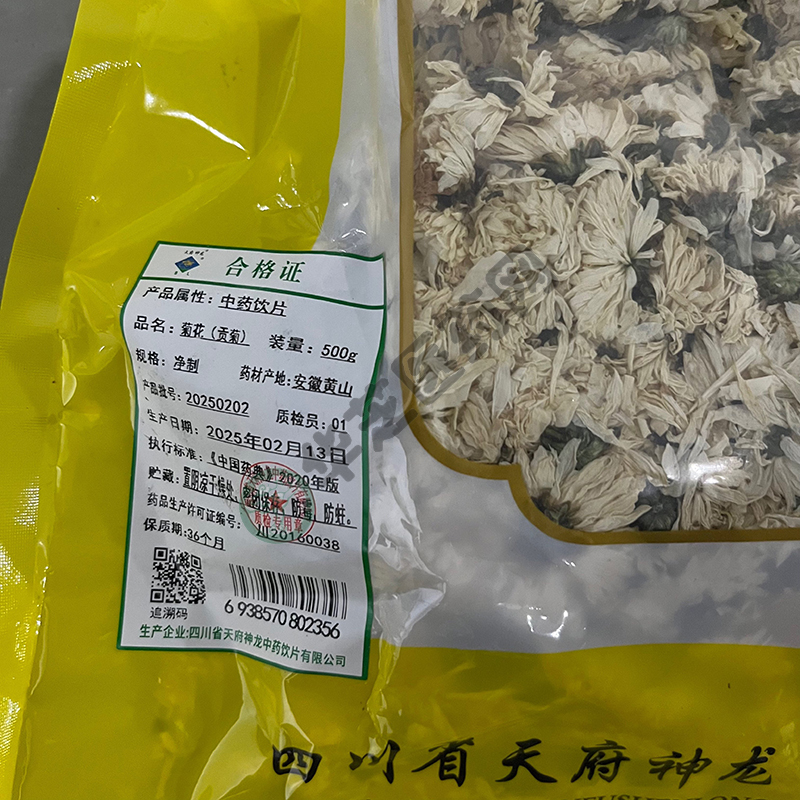 合格证
产品属性：中药饮片
品名：菊花（贡菊） 装量：500g
规格：净制 药材产地：安徽黄山
产品批号：20250202 质检员：01
生产日期：2025年02月13日
执行标准：《中国药典》2020年版
贮藏：置阴凉干燥处，密闭保存，防霉，防蛀。
质检专用章
药品生产许可证编号：川20160038
保质期：36个月
追溯码
6 938570 802356
生产企业:四川省天府神龙中药饮片有限公司
四川省天府神龙